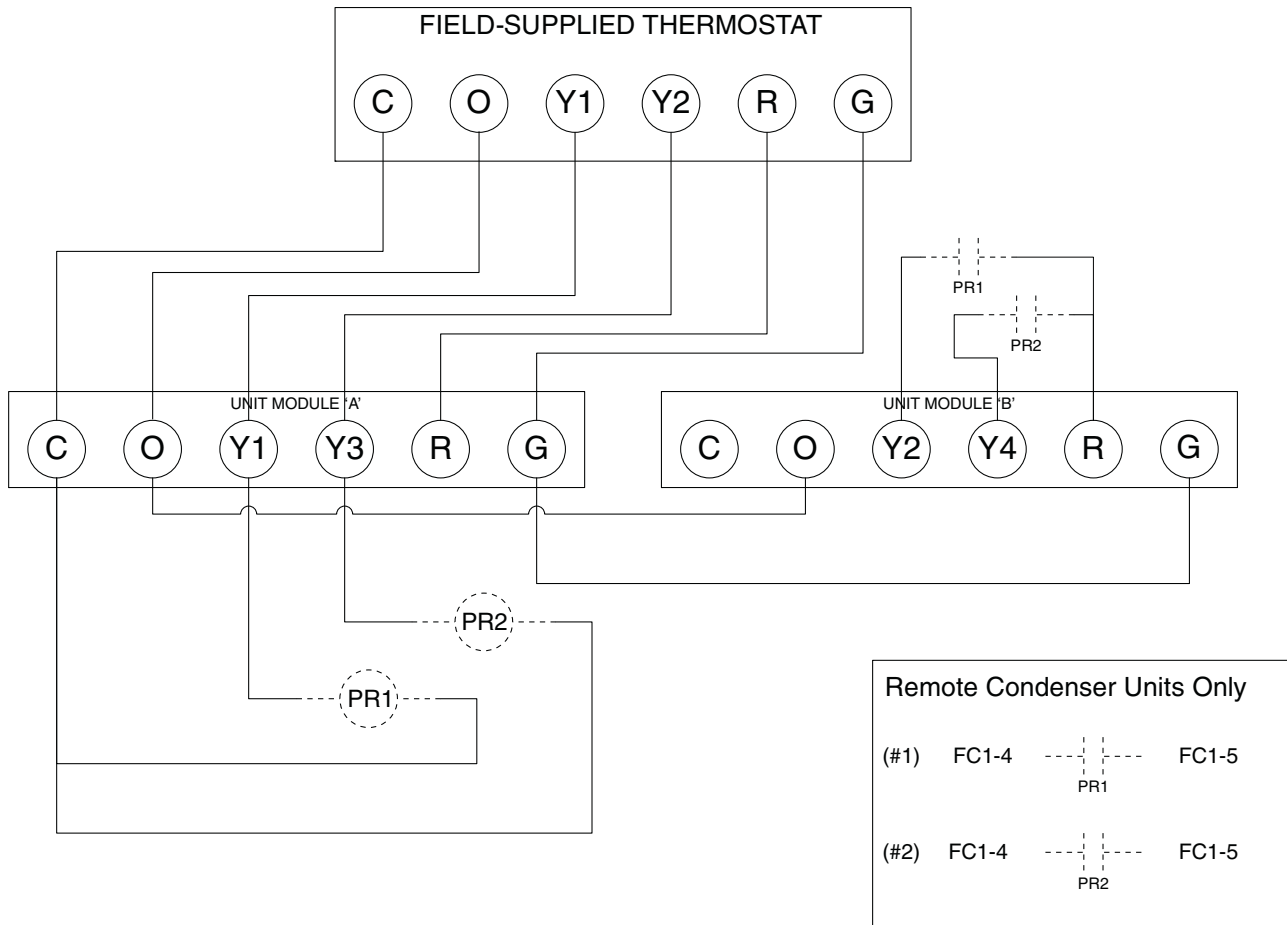 FIELD-SUPPLIED THERMOSTAT
C O Y1 Y2 R G
PR1
PR2
UNIT MODULE 'A'
C O Y1 Y3 R G
UNIT MODULE 'B'
C O Y2 Y4 R G
PR2
PR1
Remote Condenser Units Only
(#1) FC1-4 FC1-5
PR1
(#2) FC1-4 FC1-5
PR2